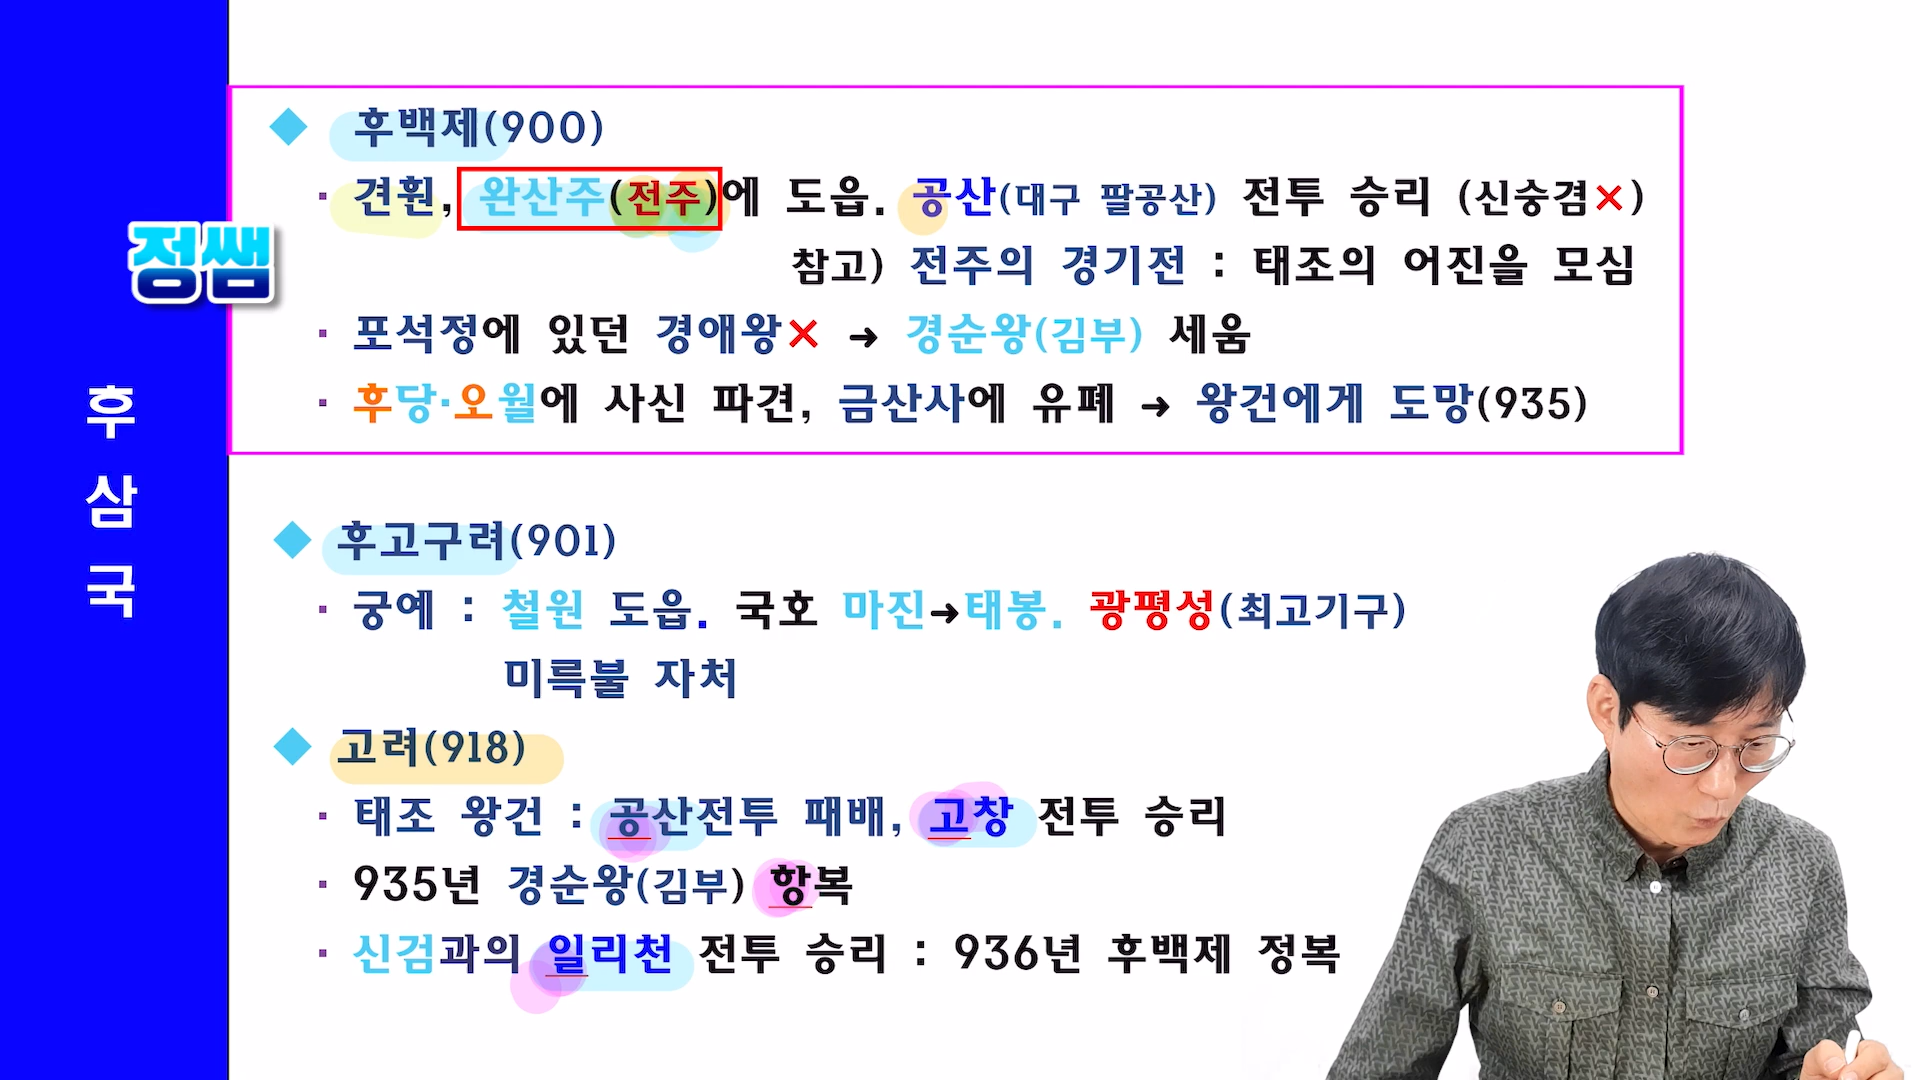 정쌤
후삼국
◆ 후백제(900)
· 견훤, 완산주(전주)에 도읍. 공산(대구 팔공산) 전투 승리 (신숭겸×)
참고) 전주의 경기전 : 태조의 어진을 모심
· 포석정에 있던 경애왕× → 경순왕(김부) 세움
· 후당·오월에 사신 파견, 금산사에 유폐 → 왕건에게 도망(935)
◆ 후고구려(901)
· 궁예 : 철원 도읍. 국호 마진→태봉. 광평성(최고기구)
미륵불 자처
◆ 고려(918)
· 태조 왕건 : 공산전투 패배, 고창 전투 승리
· 935년 경순왕(김부) 항복
· 신검과의 일리천 전투 승리 : 936년 후백제 정복